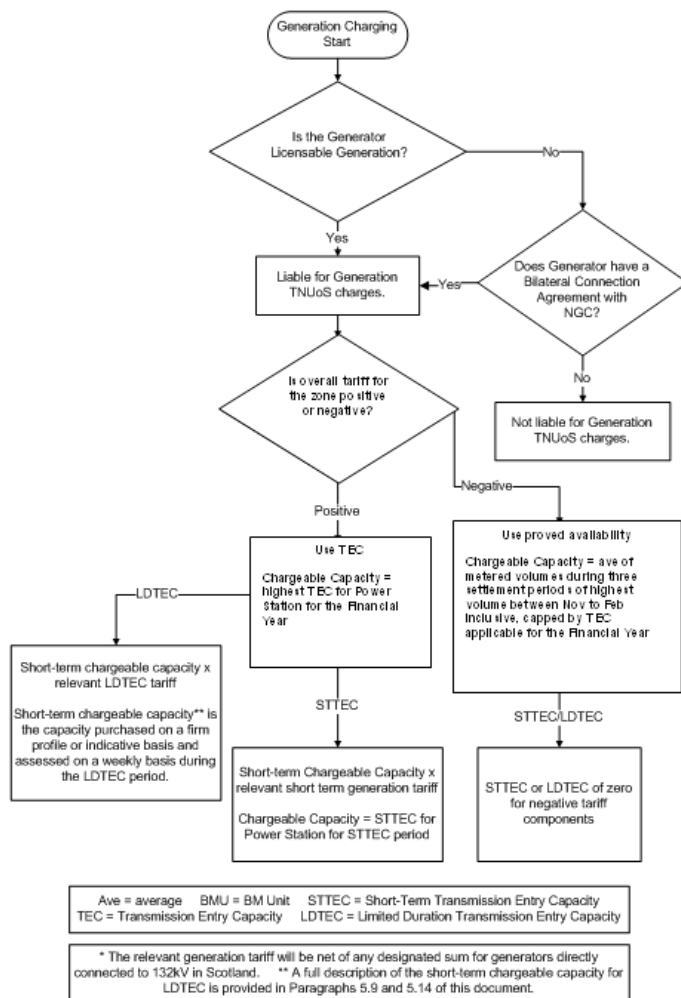 Generation Charging
Start
Is the Generator
Licensable Generation?
No
Yes
Liable for Generation
TNUoS charges.
Yes
Does Generator have a
Bilateral Connection
Agreement with
NGC?
No
Not liable for Generation
TNUoS charges.
Is overall tariff for
the zone positive
or negative?
Negative
Positive
Use TEC
Chargeable Capacity =
highest TEC for Power
Station for the Financial
Year
Use proved availability
Chargeable Capacity = ave of
metered volumes during three
settlement periods of highest
volume between Nov to Feb
inclusive, capped by TEC
applicable for the Financial Year
LDTEC
Short-term chargeable capacity x
relevant LDTEC tariff
Short-term chargeable capacity** is
the capacity purchased on a firm
profile or indicative basis and
assessed on a weekly basis during
the LDTEC period.
STTEC
Short-term Chargeable Capacity x
relevant short term generation tariff
Chargeable Capacity = STTEC for
Power Station for STTEC period
STTEC/LDTEC
STTEC or LDTEC of zero
for negative tariff
components
Ave = average BMU = BM Unit STTEC = Short-Term Transmission Entry Capacity
TEC = Transmission Entry Capacity LDTEC = Limited Duration Transmission Entry Capacity
* The relevant generation tariff will be net of any designated sum for generators directly
connected to 132kV in Scotland. ** A full description of the short-term chargeable capacity for
LDTEC is provided in Paragraphs 5.9 and 5.14 of this document.